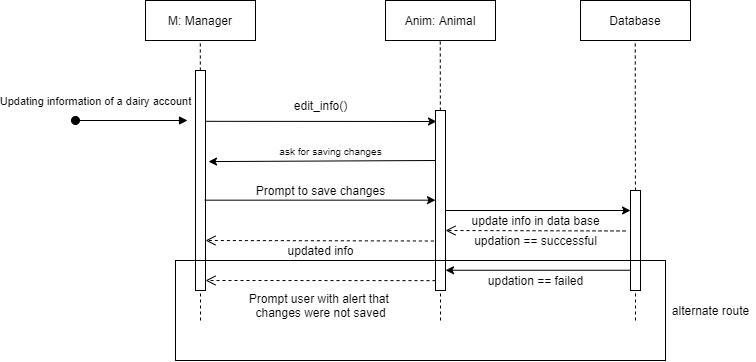 M: Manager
Anim: Animal
Database
Updating information of a dairy account
edit_info()
ask for saving changes
Prompt to save changes
update info in data base
updation == successful
updated info
updation == failed
Prompt user with alert that
changes were not saved
alternate route